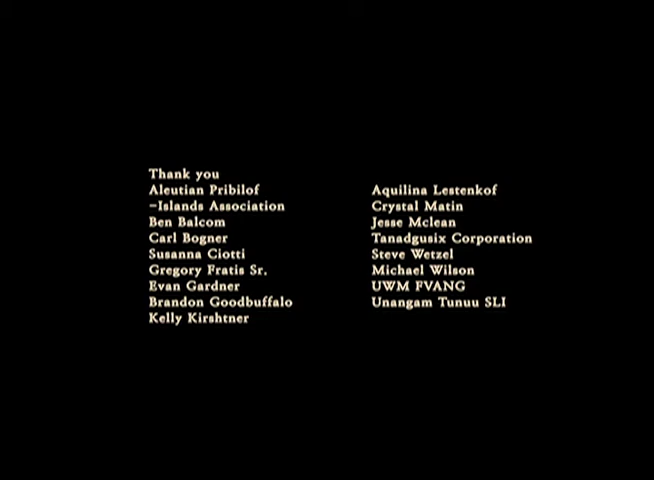 Thank you
Aleutian Pribilof
-Islands Association
Ben Balcom
Carl Bogner
Susanna Ciotti
Gregory Fratis Sr.
Evan Gardner
Brandon Goodbuffalo
Kelly Kirshtner
Aquilina Lestenkof
Crystal Matin
Jesse Mclean
Tanadgusix Corporation
Steve Wetzel
Michael Wilson
UWM FVANG
Unangam Tunuu SLI